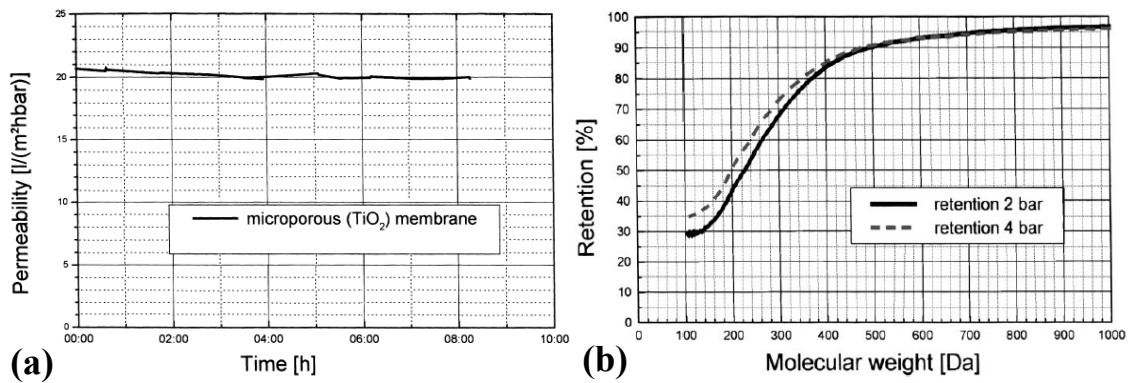 25
20
15
10
5
0
Permeability [l/(m²hbar)]
microporous (TiO₂) membrane
00:00 02:00 04:00 06:00 08:00 10:00
Time [h]
(a)
100
90
80
70
60
50
40
30
20
10
0
Retention [%]
retention 2 bar
retention 4 bar
0 100 200 300 400 500 600 700 800 900 1000
Molecular weight [Da]
(b)